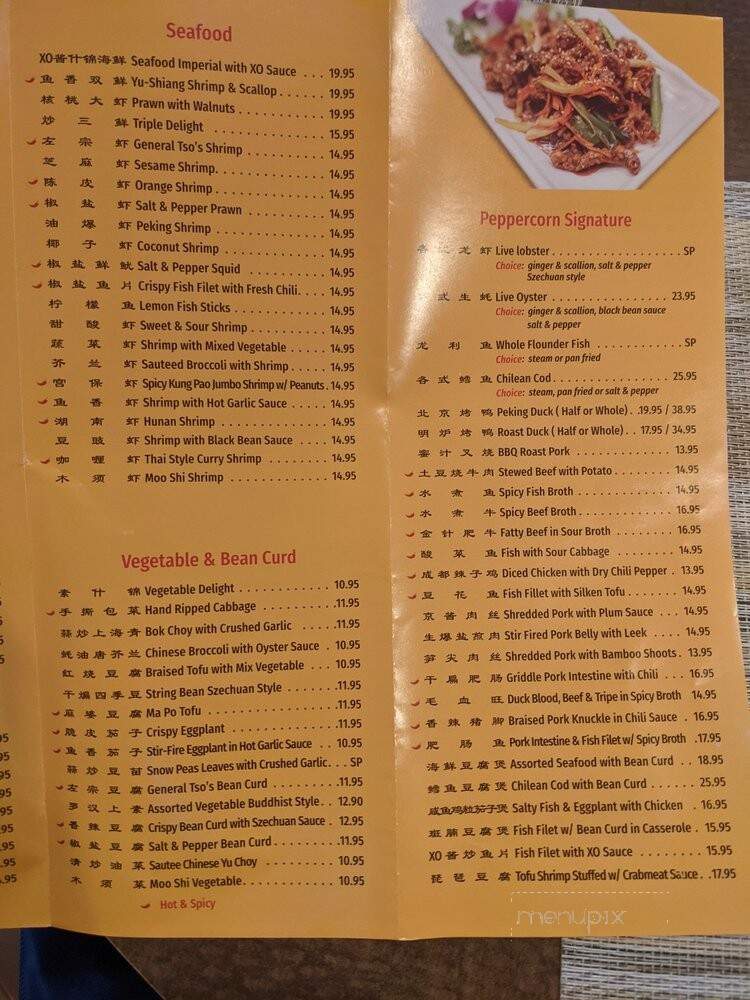 Seafood
XO酱什锦海鲜 Seafood Imperial with XO Sauce . . . 19.95
鱼香双鲜 Yu-Shiang Shrimp & Scallop . . . . . . 19.95
核桃大虾 Prawn with Walnuts . . . . . . . . . . . . 19.95
炒三鲜 Triple Delight . . . . . . . . . . . . . . . 15.95
左宗虾 General Tso's Shrimp . . . . . . . . . . . 14.95
芝麻虾 Sesame Shrimp. . . . . . . . . . . . . . . 14.95
陈皮虾 Orange Shrimp . . . . . . . . . . . . . . . 14.95
椒盐虾 Salt & Pepper Prawn . . . . . . . . . . . 14.95
油爆虾 Peking Shrimp . . . . . . . . . . . . . . . 14.95
椰子虾 Coconut Shrimp . . . . . . . . . . . . . . 14.95
椒盐鲜鱿 Salt & Pepper Squid . . . . . . . . . . . 14.95
椒盐鱼片 Crispy Fish Filet with Fresh Chili. . . . 14.95
柠檬鱼 Lemon Fish Sticks . . . . . . . . . . . . . 14.95
甜酸虾 Sweet & Sour Shrimp . . . . . . . . . . . 14.95
蔬菜虾 Shrimp with Mixed Vegetable . . . . . . 14.95
芥兰虾 Sauteed Broccoli with Shrimp . . . . . . 14.95
宫保虾 Spicy Kung Pao Jumbo Shrimp w/ Peanuts . 14.95
鱼香虾 Shrimp with Hot Garlic Sauce . . . . . . 14.95
湖南虾 Hunan Shrimp . . . . . . . . . . . . . . . 14.95
豆豉虾 Shrimp with Black Bean Sauce . . . . . 14.95
咖喱虾 Thai Style Curry Shrimp . . . . . . . . . 14.95
木须虾 Moo Shi Shrimp . . . . . . . . . . . . . . 14.95
Vegetable & Bean Curd
素什锦 Vegetable Delight . . . . . . . . . . . . . 10.95
手撕包菜 Hand Ripped Cabbage . . . . . . . . . . .11.95
蒜炒上海青 Bok Choy with Crushed Garlic . . . . . .11.95
蚝油唐芥兰 Chinese Broccoli with Oyster Sauce . 10.95
红烧豆腐 Braised Tofu with Mix Vegetable . . . 10.95
干煸四季豆 String Bean Szechuan Style . . . . . . .11.95
麻婆豆腐 Ma Po Tofu . . . . . . . . . . . . . . . . .11.95
脆皮茄子 Crispy Eggplant . . . . . . . . . . . . . .11.95
鱼香茄子 Stir-Fire Eggplant in Hot Garlic Sauce . . 10.95
蒜炒豆苗 Snow Peas Leaves with Crushed Garlic. . . SP
左宗豆腐 General Tso's Bean Curd . . . . . . . . .11.95
罗汉上素 Assorted Vegetable Buddhist Style . . 12.90
香辣豆腐 Crispy Bean Curd with Szechuan Sauce . 12.95
椒盐豆腐 Salt & Pepper Bean Curd . . . . . . . . .11.95
清炒油菜 Sautee Chinese Yu Choy . . . . . . . . . 10.95
木须菜 Moo Shi Vegetable. . . . . . . . . . . . . 10.95
Hot & Spicy
Peppercorn Signature
龙虾 Live lobster . . . . . . . . . . . . . . . . . . SP
Choice: ginger & scallion, salt & pepper
Szechuan style
式生蚝 Live Oyster . . . . . . . . . . . . . . . . 23.95
Choice: ginger & scallion, black bean sauce
salt & pepper
龙利鱼 Whole Flounder Fish . . . . . . . . . . . . SP
Choice: steam or pan fried
各式鳕鱼 Chilean Cod . . . . . . . . . . . . . . . 25.95
Choice: steam, pan fried or salt & pepper
北京烤鸭 Peking Duck ( Half or Whole) . .19.95 / 38.95
明炉烤鸭 Roast Duck ( Half or Whole) . . 17.95 / 34.95
蜜汁叉烧 BBQ Roast Pork . . . . . . . . . . . . . . 13.95
土豆烧牛肉 Stewed Beef with Potato . . . . . . . . 14.95
水煮鱼 Spicy Fish Broth . . . . . . . . . . . . . . 14.95
水煮牛 Spicy Beef Broth . . . . . . . . . . . . . . 16.95
金针肥牛 Fatty Beef in Sour Broth . . . . . . . . 16.95
酸菜鱼 Fish with Sour Cabbage . . . . . . . . . 14.95
成都辣子鸡 Diced Chicken with Dry Chili Pepper . 13.95
豆花鱼 Fish Fillet with Silken Tofu . . . . . . . 14.95
京酱肉丝 Shredded Pork with Plum Sauce . . . 14.95
生爆盐煎肉 Stir Fired Pork Belly with Leek . . . . 14.95
笋尖肉丝 Shredded Pork with Bamboo Shoots . 13.95
干扁肥肠 Griddle Pork Intestine with Chili . . . 16.95
毛血旺 Duck Blood, Beef & Tripe in Spicy Broth 14.95
香辣猪脚 Braised Pork Knuckle in Chili Sauce . 16.95
肥肠鱼 Pork Intestine & Fish Filet w/ Spicy Broth .17.95
海鲜豆腐煲 Assorted Seafood with Bean Curd . . 18.95
鳕鱼豆腐煲 Chilean Cod with Bean Curd . . . . . . 25.95
咸鱼鸡粒茄子煲 Salty Fish & Eggplant with Chicken . 16.95
斑腩豆腐煲 Fish Fillet w/ Bean Curd in Casserole . 15.95
XO酱炒鱼片 Fish Filet with XO Sauce . . . . . . . . 15.95
琵琶豆腐 Tofu Shrimp Stuffed w/ Crabmeat Sauce . .17.95
menupix